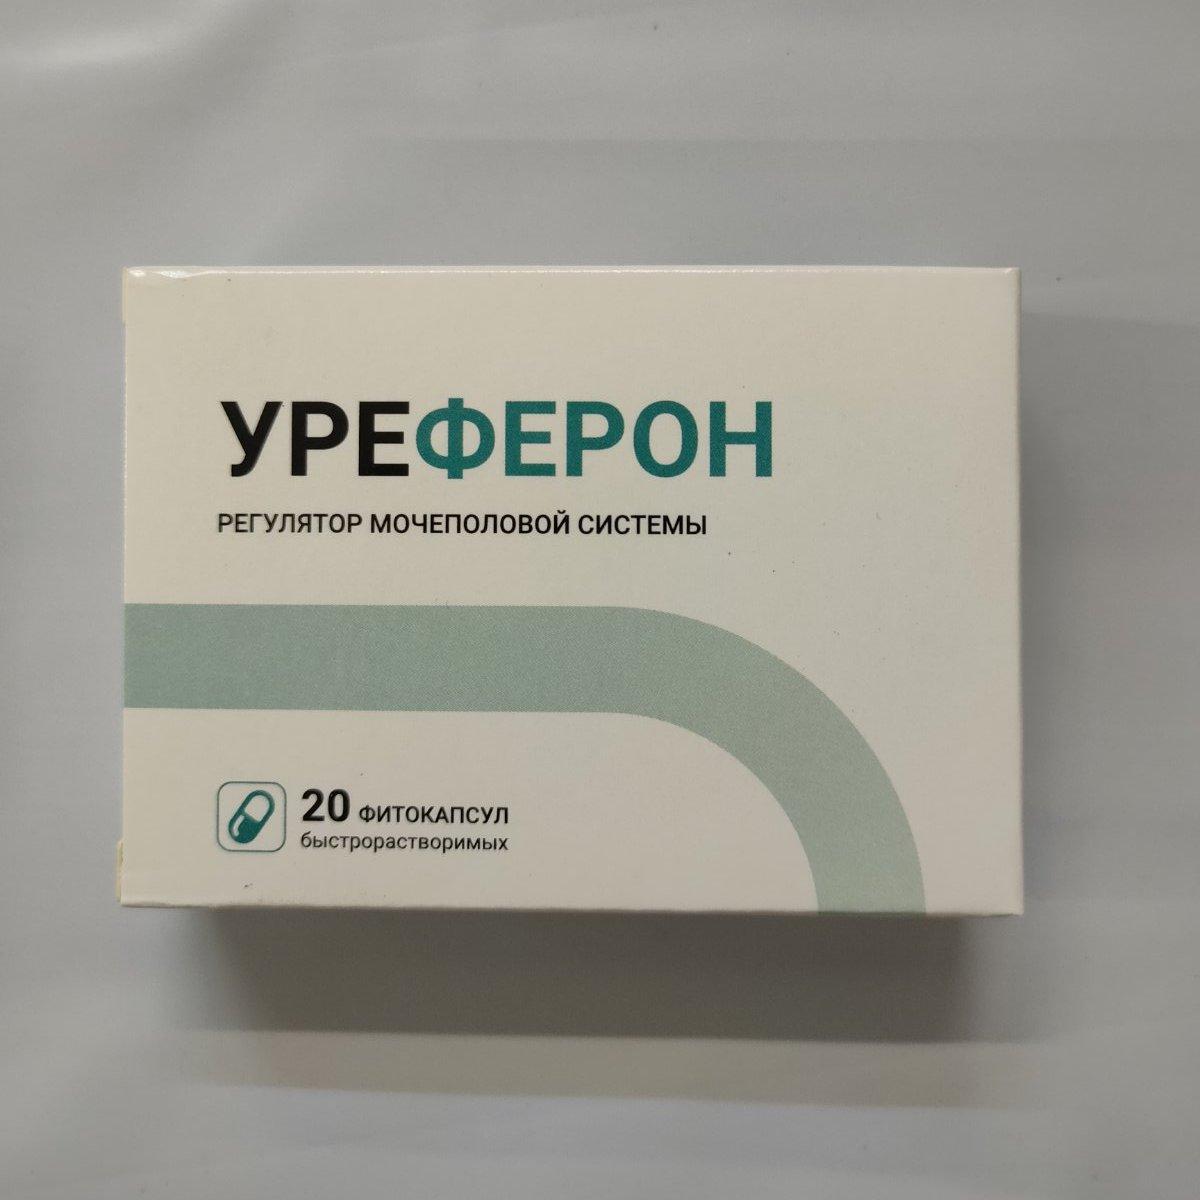 УРЕФЕРОН
РЕГУЛЯТОР МОЧЕПОЛОВОЙ СИСТЕМЫ
20 ФИТОКАПСУЛ
быстрорастворимых